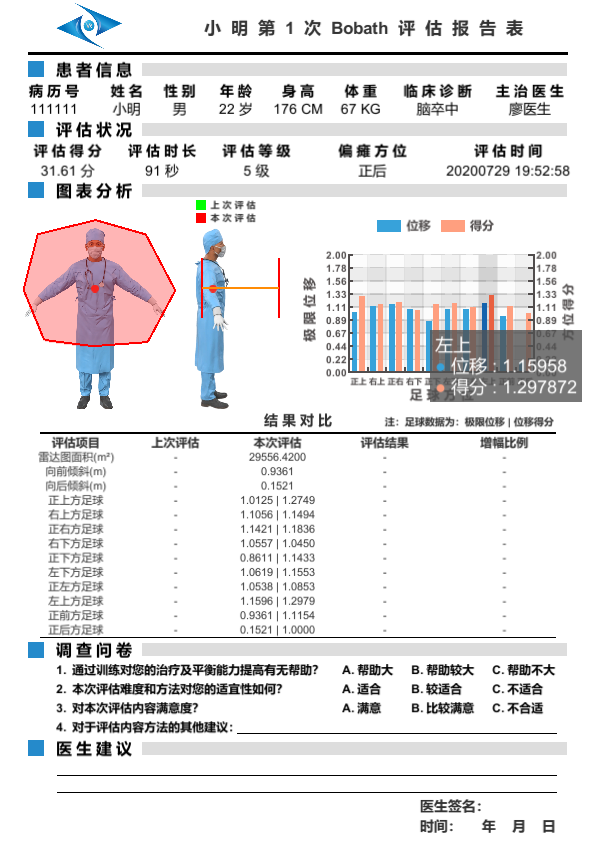 小明第1次 Bobath 评估报告表
患者信息
病历号 姓名 性别 年龄 身高 体重 临床诊断 主治医生
111111 小明 男 22 岁 176 CM 67 KG 脑卒中 廖医生
评估状况
评估得分 评估时长 评估等级 偏瘫方位 评估时间
31.61 分 91 秒 5 级 正后 20200729 19:52:58
图表分析
上次评估
本次评估
位移 得分
极限位移
方位得分
2.00 2.00
1.78 1.78
1.56 1.56
1.33 1.33
1.11 1.11
0.89 0.89
0.67 0.67
0.44 0.44
0.22 0.22
0.00 0.00
正上 右上 正右 右下
左上
位移 : 1.15958
得分 : 1.297872
足球方位
结果对比 注：足球数据为：极限位移 | 位移得分
评估项目 上次评估 本次评估 评估结果 增幅比例
雷达图面积(m²) - 29556.4200 - -
向前倾斜(m) - 0.9361 - -
向后倾斜(m) - 0.1521 - -
正上方足球 - 1.0125 | 1.2749 - -
右上方足球 - 1.1056 | 1.1494 - -
正右方足球 - 1.1421 | 1.1836 - -
右下方足球 - 1.0557 | 1.0450 - -
正下方足球 - 0.8611 | 1.1433 - -
左下方足球 - 1.0619 | 1.1553 - -
正左方足球 - 1.0538 | 1.0853 - -
左上方足球 - 1.1596 | 1.2979 - -
正前方足球 - 0.9361 | 1.1154 - -
正后方足球 - 0.1521 | 1.0000 - -
调查问卷
1. 通过训练对您的治疗及平衡能力提高有无帮助? A. 帮助大 B. 帮助较大 C. 帮助不大
2. 本次评估难度和方法对您的适宜性如何? A. 适合 B. 较适合 C. 不适合
3. 对本次评估内容满意度? A. 满意 B. 比较满意 C. 不合适
4. 对于评估内容方法的其他建议:
医生建议
医生签名:
时间: 年 月 日